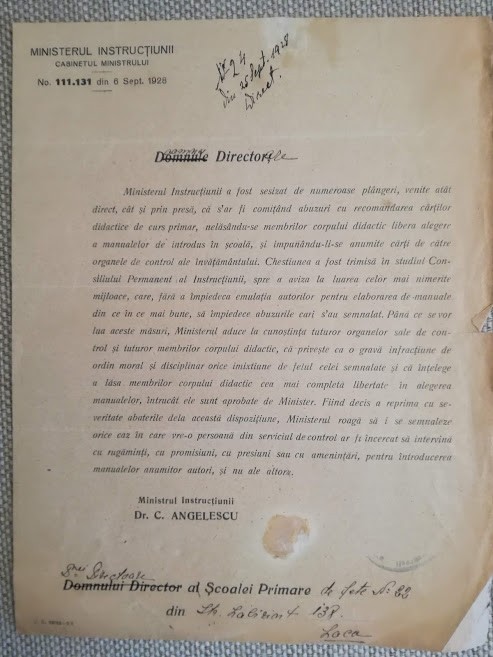 MINISTERUL INSTRUCȚIUNII
CABINETUL MINISTRULUI
No. 111.131 din 6 Sept. 1928
No 24
Din 25 Sept. 1928
Direct.
Domnule Director
Ministerul Instrucțiunii a fost sesizat de numeroase plângeri, venite atât
direct, cât și prin presă, că s'ar fi comițând abuzuri cu recomandarea cărților
didactice de curs primar, nelăsându-se membrilor corpului didactic libera alegere
a manualelor de introdus în școală, și impunându-li-se anumite cărți de către
organele de control ale învățământului. Chestiunea a fost trimisă în studiul Con-
siliului Permanent al Instrucțiunii, spre a aviza la luarea celor mai nimerite
mijloace, care, fără a împiedeca emulația autorilor pentru elaborarea de manuale
din ce în ce mai bune, să împiedece abuzurile cari s'au semnalat. Până ce se vor
lua aceste măsuri, Ministerul aduce la cunoștința tuturor organelor sale de con-
trol și tuturor membrilor corpului didactic, că privește ca o gravă infracțiune de
ordin moral și disciplinar orice imixtiune de felul celei semnalate și că înțelege
a lăsa membrilor corpului didactic cea mai completă libertate în alegerea
manualelor, întrucât ele sunt aprobate de Minister. Fiind decis a reprima cu se-
veritate abaterile dela această dispozițiune, Ministerul roagă să i se semnaleze
orice caz în care vre-o personnă din serviciul de control ar fi încercat să intervină
cu rugăminți, cu promisiuni, cu presiuni sau cu amenințări, pentru introducerea
manualelor anumitor autori, și nu ale altora.
Ministrul Instrucțiunii
Dr. C. ANGELESCU
Dnei Directoare
Domnului Director al Școalei Primare de fete No
din 138
Loco